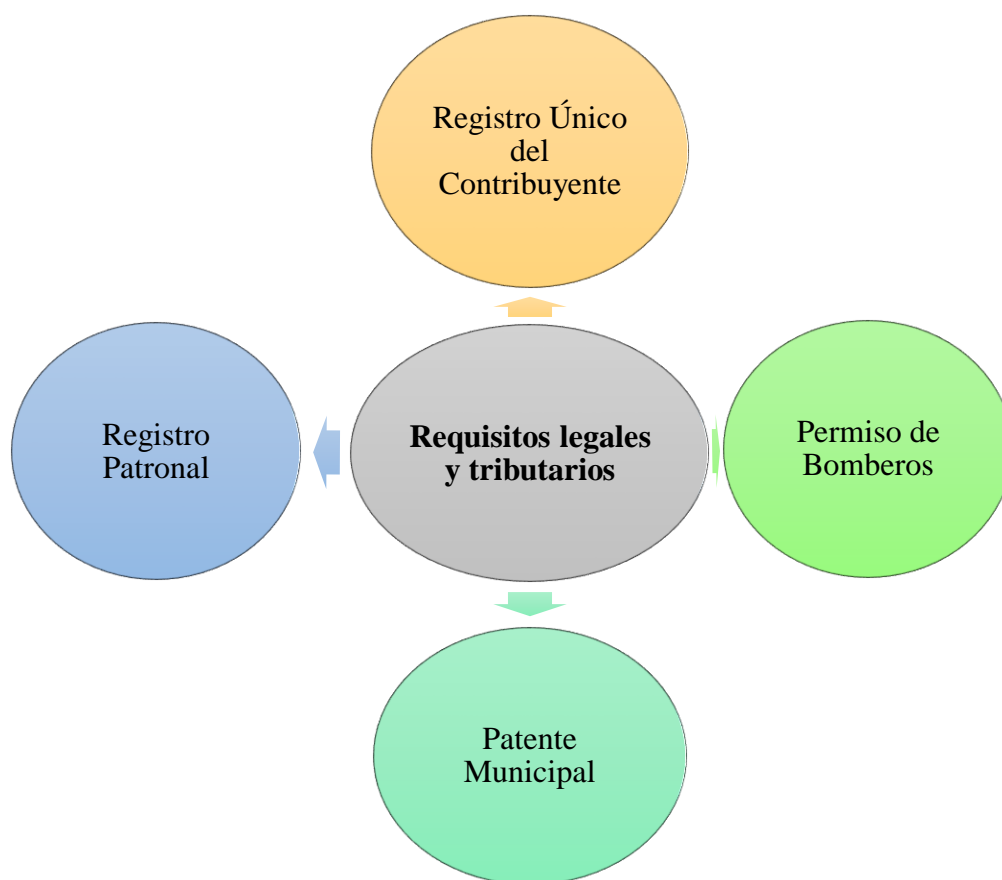 Registro Único
del
Contribuyente
Registro
Patronal
Requisitos legales
y tributarios
Permiso de
Bomberos
Patente
Municipal